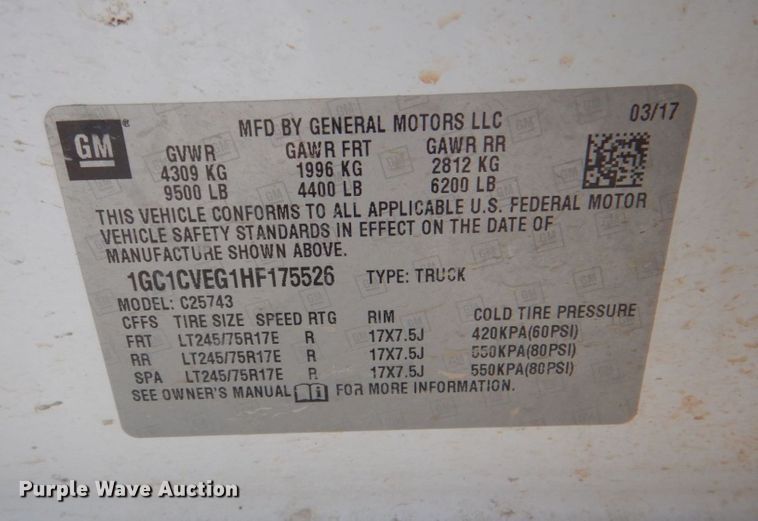 GM ® MFD BY GENERAL MOTORS LLC 03/17
GVWR GAWR FRT GAWR RR
4309 KG 1996 KG 2812 KG
9500 LB 4400 LB 6200 LB
THIS VEHICLE CONFORMS TO ALL APPLICABLE U.S. FEDERAL MOTOR
VEHICLE SAFETY STANDARDS IN EFFECT ON THE DATE OF
MANUFACTURE SHOWN ABOVE.
1GC1CVEG1HF175526 TYPE: TRUCK
MODEL: C25743
CFFS TIRE SIZE SPEED RTG RIM COLD TIRE PRESSURE
FRT LT245/75R17E R 17X7.5J 420KPA(60PSI)
RR LT245/75R17E R 17X7.5J 550KPA(80PSI)
SPA LT245/75R17E R 17X7.5J 550KPA(80PSI)
SEE OWNER'S MANUAL FOR MORE INFORMATION.
Purple Wave Auction